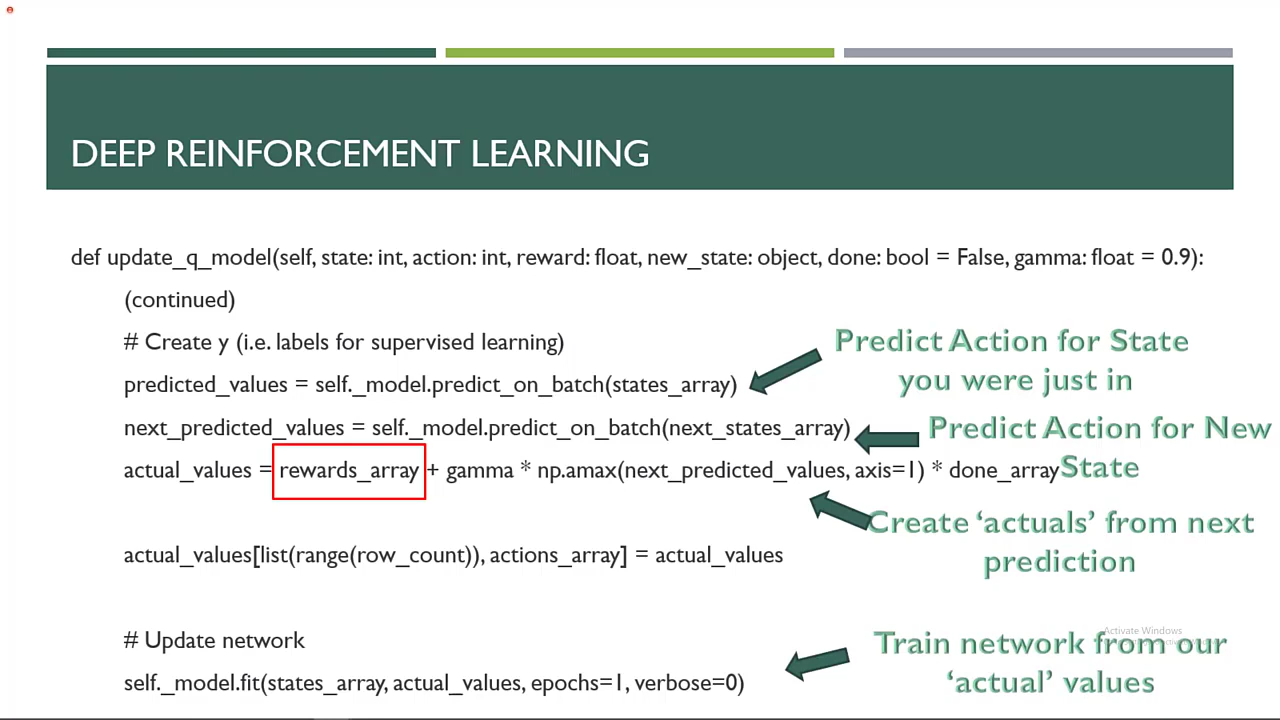 DEEP REINFORCEMENT LEARNING
def update_q_model(self, state: int, action: int, reward: float, new_state: object, done: bool = False, gamma: float = 0.9):
(continued)
# Create y (i.e. labels for supervised learning)
predicted_values = self._model.predict_on_batch(states_array)
next_predicted_values = self._model.predict_on_batch(next_states_array)
actual_values = rewards_array + gamma * np.amax(next_predicted_values, axis=1) * done_array
actual_values[list(range(row_count)), actions_array] = actual_values
# Update network
self._model.fit(states_array, actual_values, epochs=1, verbose=0)
Predict Action for State
you were just in
Predict Action for New
State
Create ‘actuals’ from next
prediction
Activate Windows
Train network from our
‘actual’ values